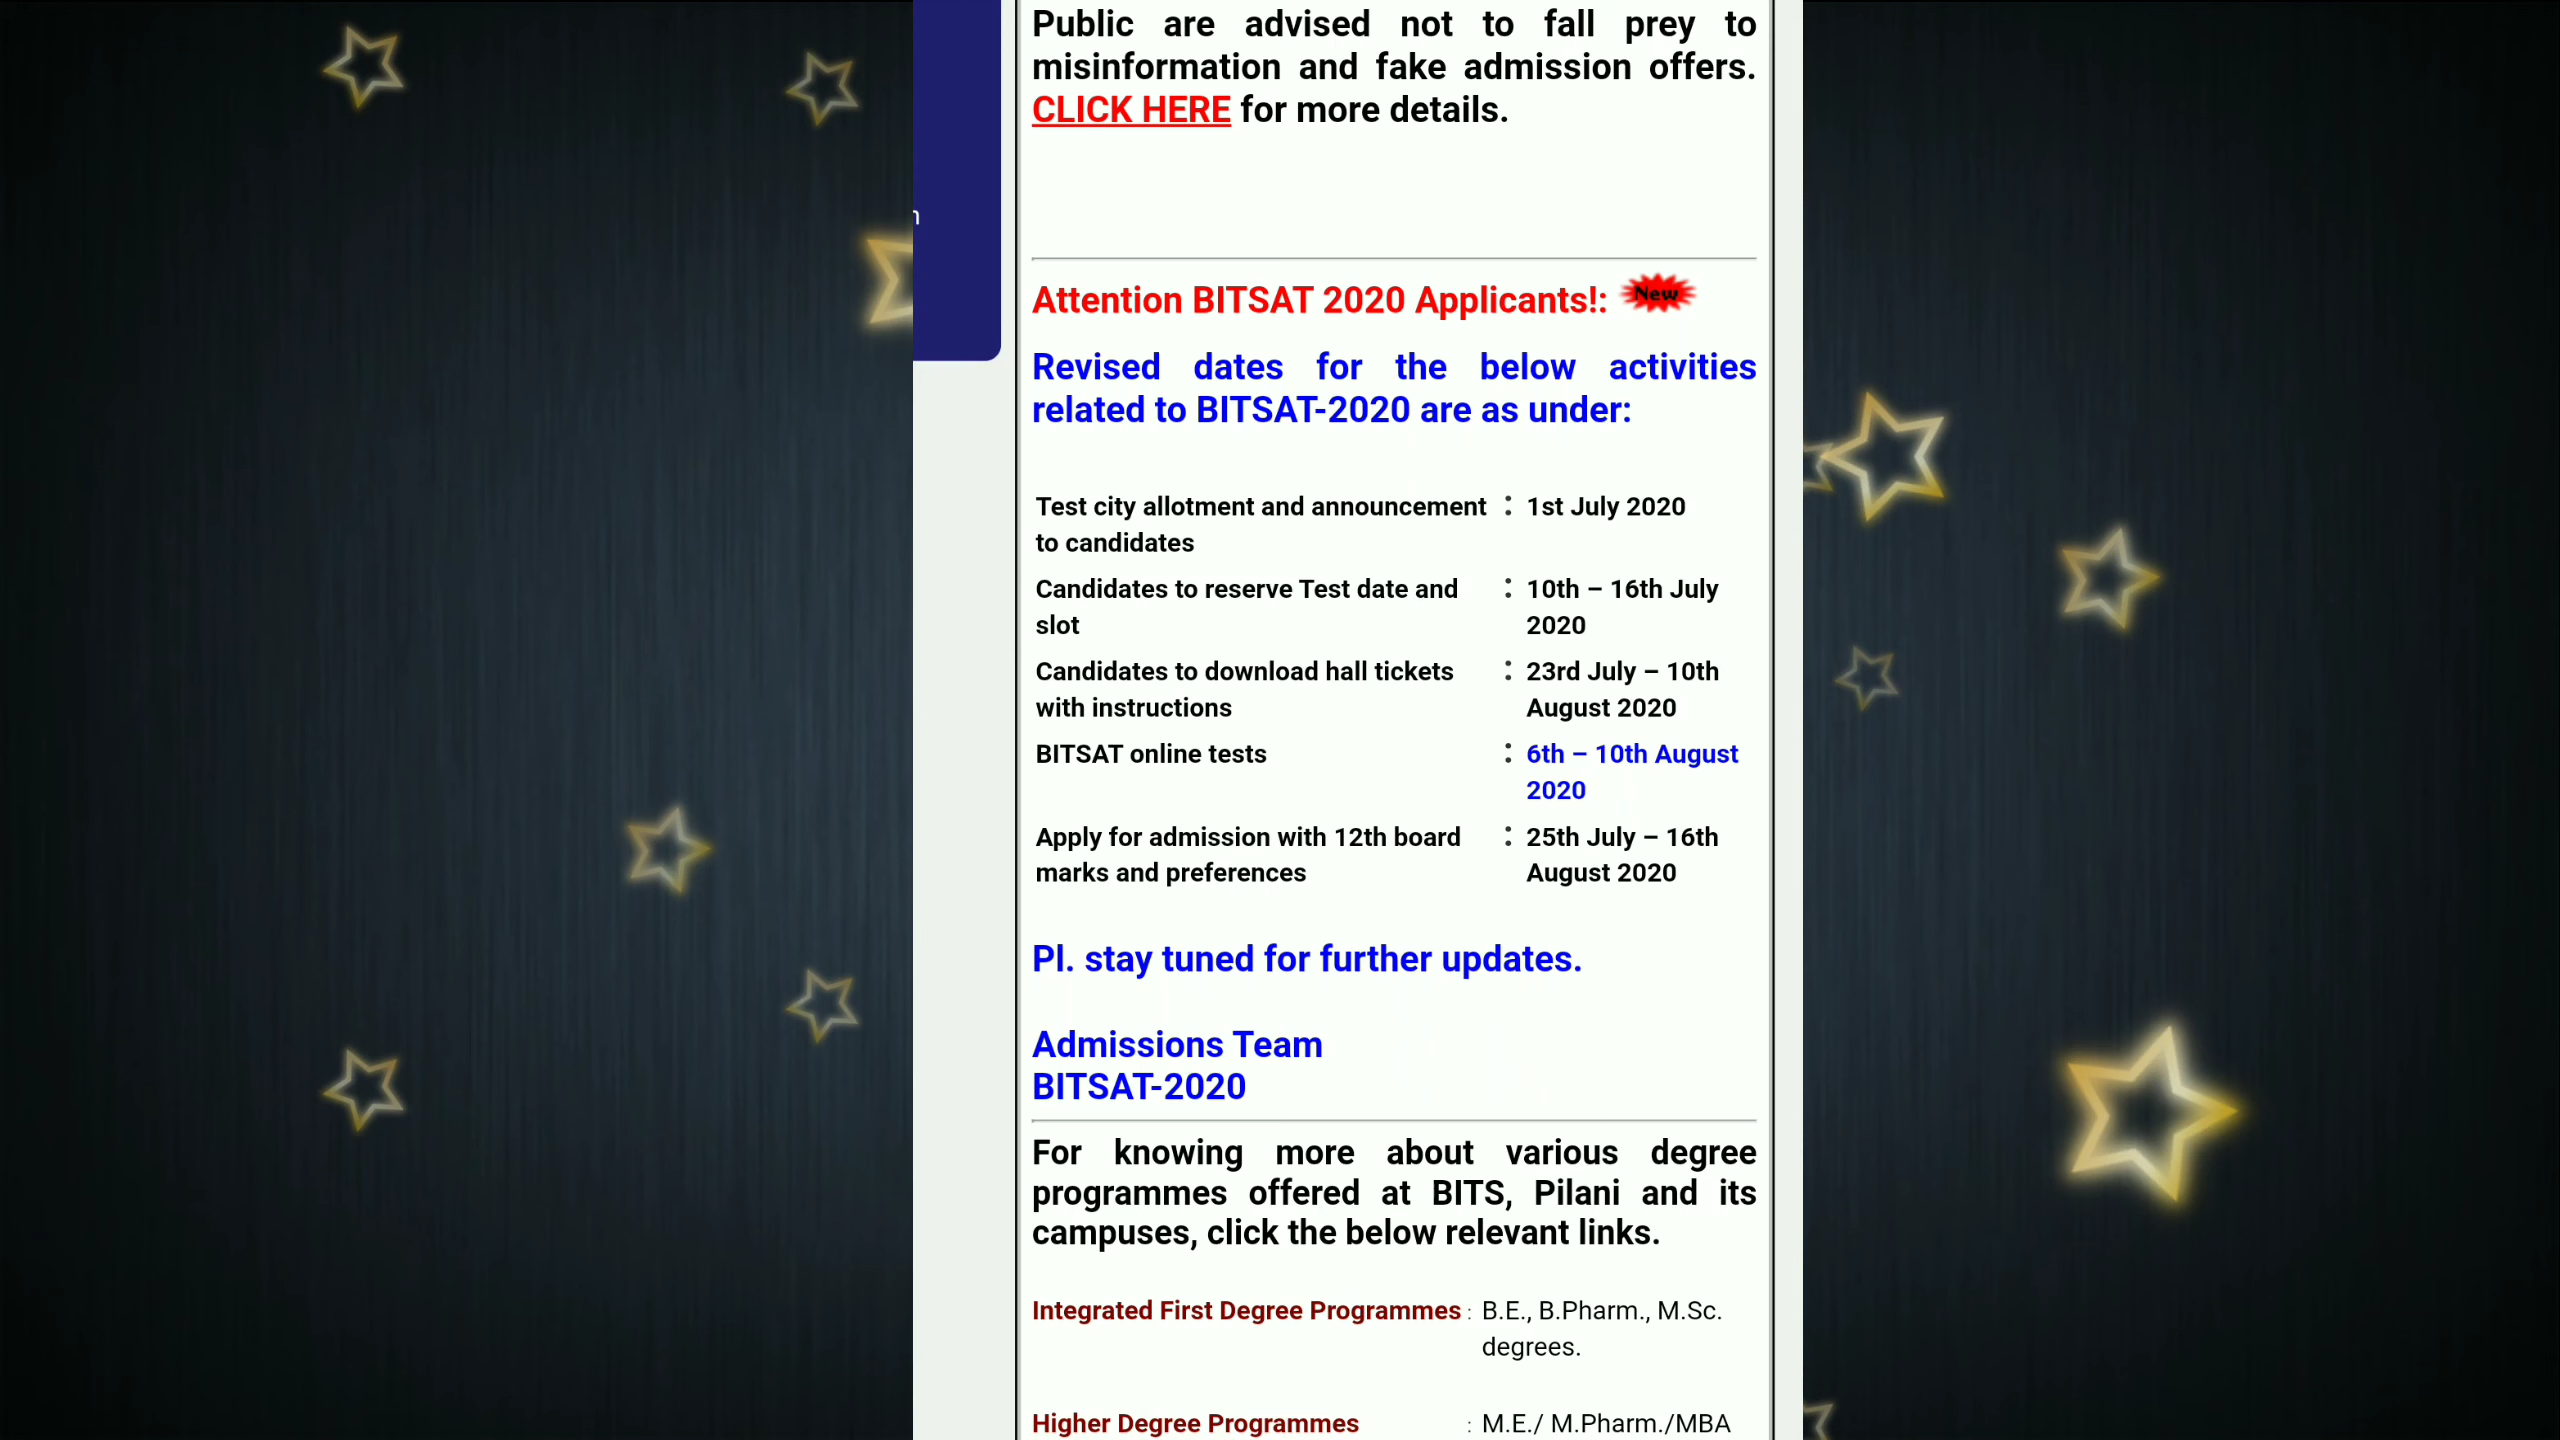 Public are advised not to fall prey to
misinformation and fake admission offers.
CLICK HERE for more details.
Attention BITSAT 2020 Applicants!: New
Revised dates for the below activities
related to BITSAT-2020 are as under:
Test city allotment and announcement : 1st July 2020
to candidates
Candidates to reserve Test date and : 10th – 16th July
slot 2020
Candidates to download hall tickets : 23rd July – 10th
with instructions August 2020
BITSAT online tests : 6th – 10th August
2020
Apply for admission with 12th board : 25th July – 16th
marks and preferences August 2020
Pl. stay tuned for further updates.
Admissions Team
BITSAT-2020
For knowing more about various degree
programmes offered at BITS, Pilani and its
campuses, click the below relevant links.
Integrated First Degree Programmes : B.E., B.Pharm., M.Sc.
degrees.
Higher Degree Programmes : M.E./ M.Pharm./MBA